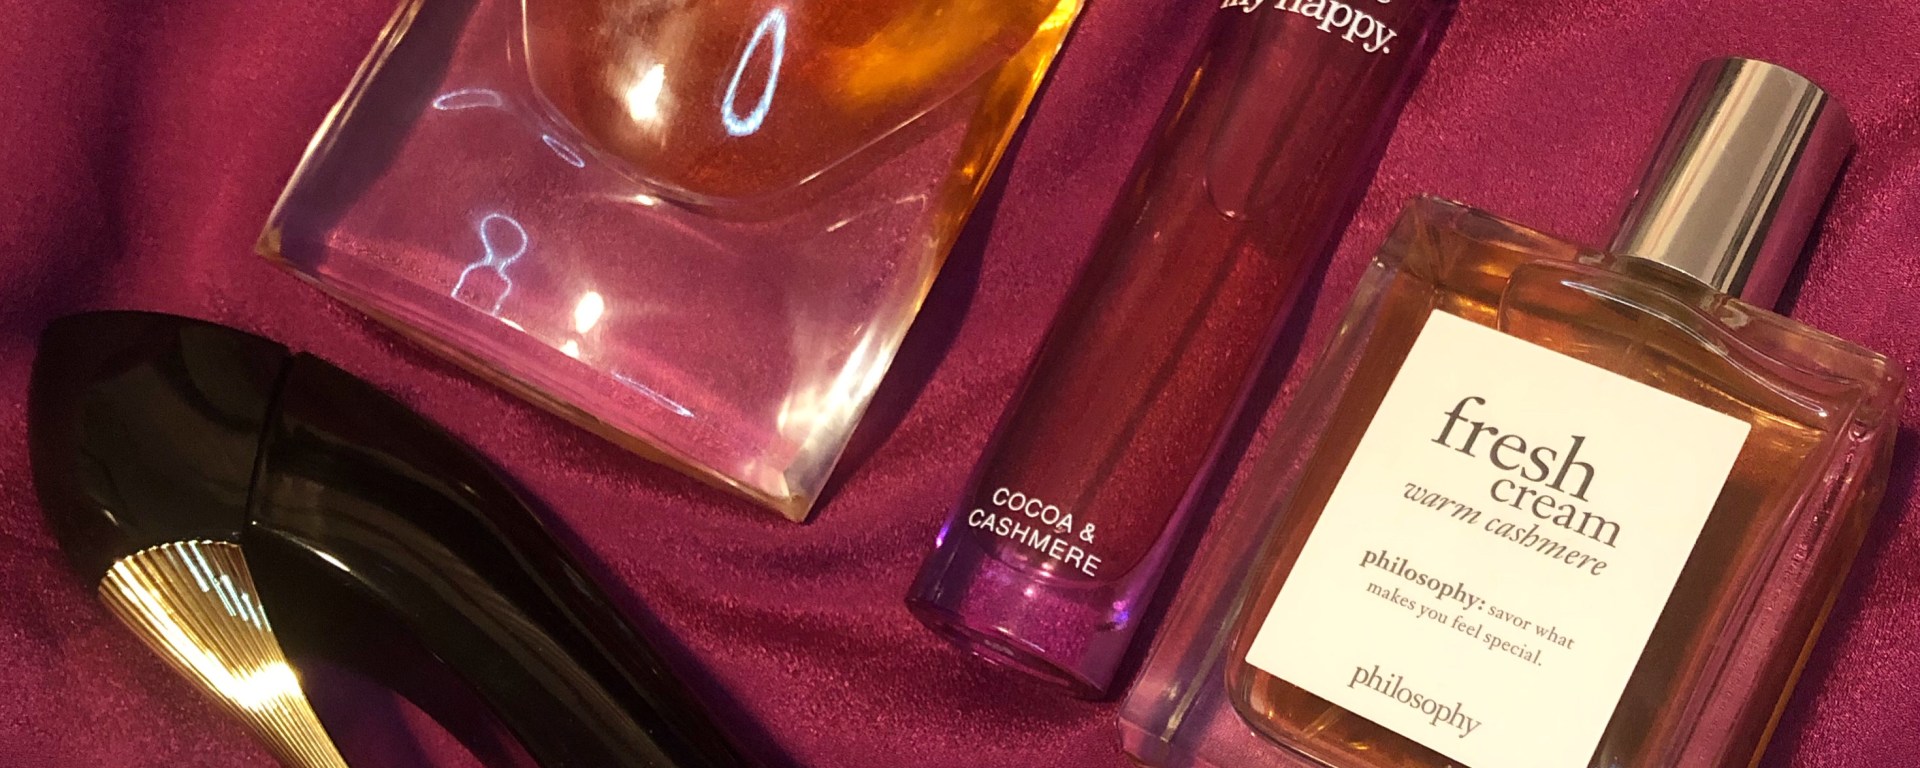 my happy.
COCOA &
CASHMERE
fresh
cream
warm cashmere
philosophy: savor what
makes you feel special.
philosophy